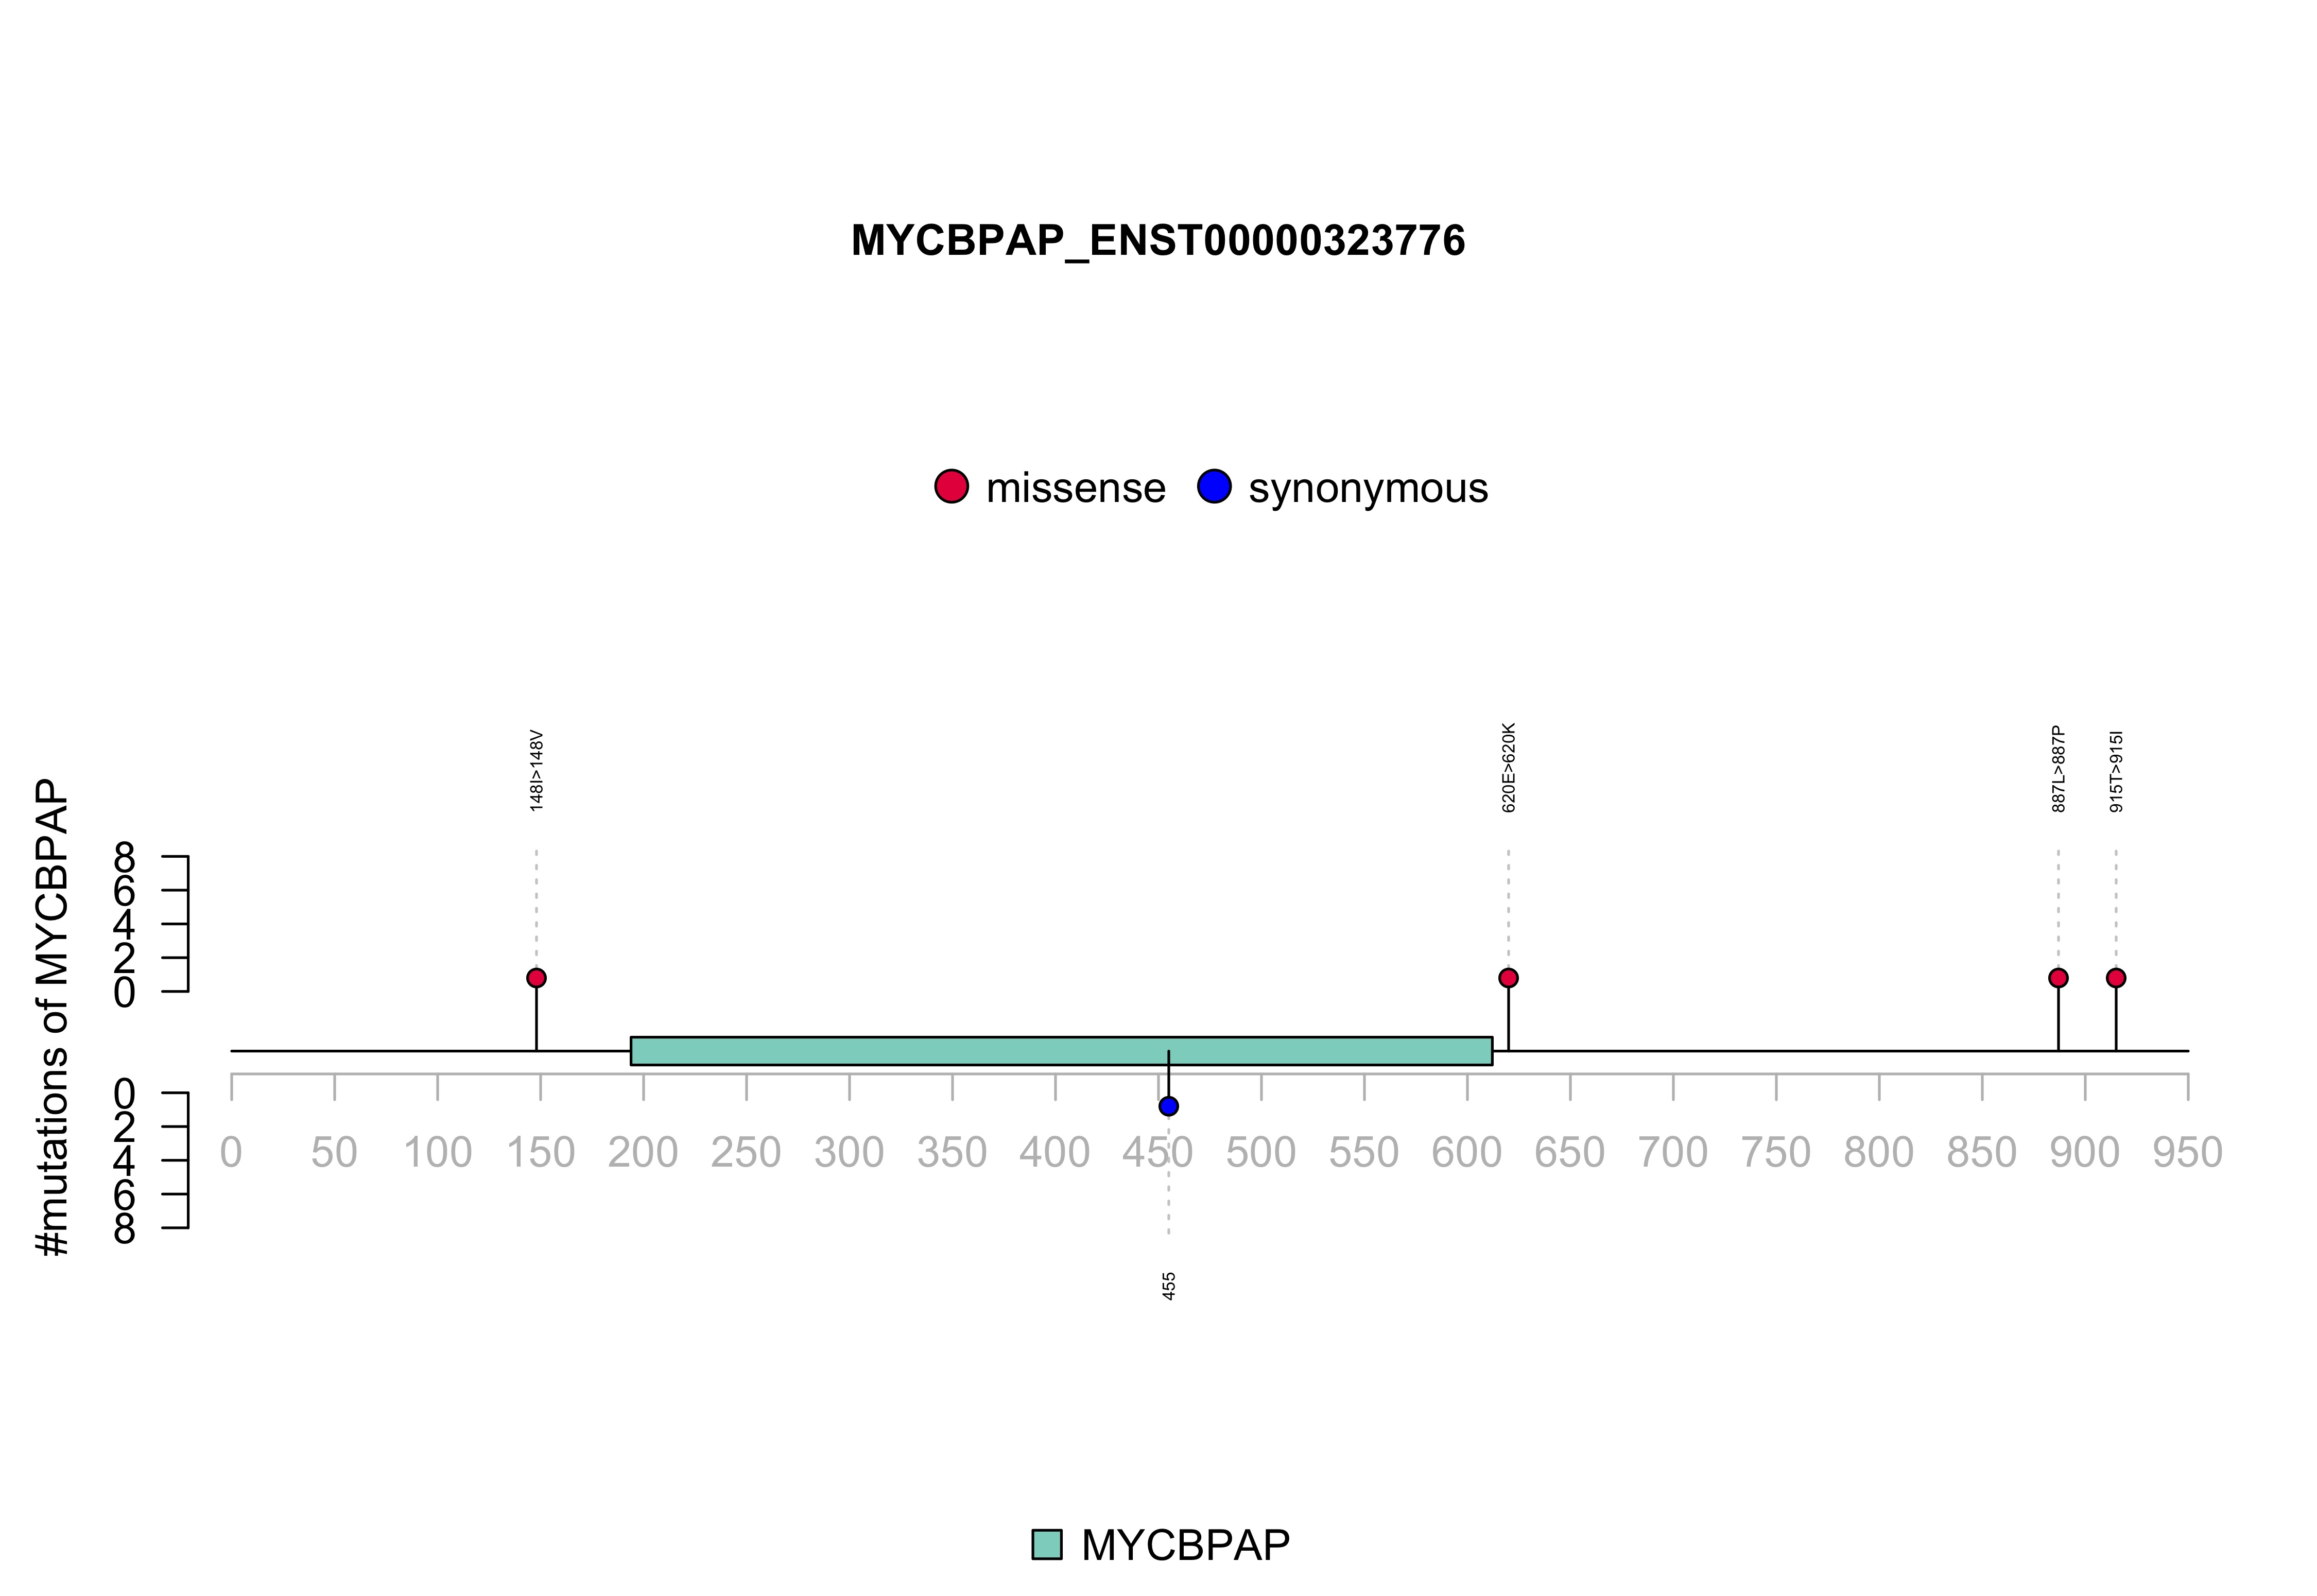 MYCBPAP_ENST00000323776
missense synonymous
148I>148V 620E>620K 887L>887P 915T>915I
#mutations of MYCBPAP
8
6
4
2
0
0
2
4
6
8
0 50 100 150 200 250 300 350 400 450 500 550 600 650 700 750 800 850 900 950
455
MYCBPAP